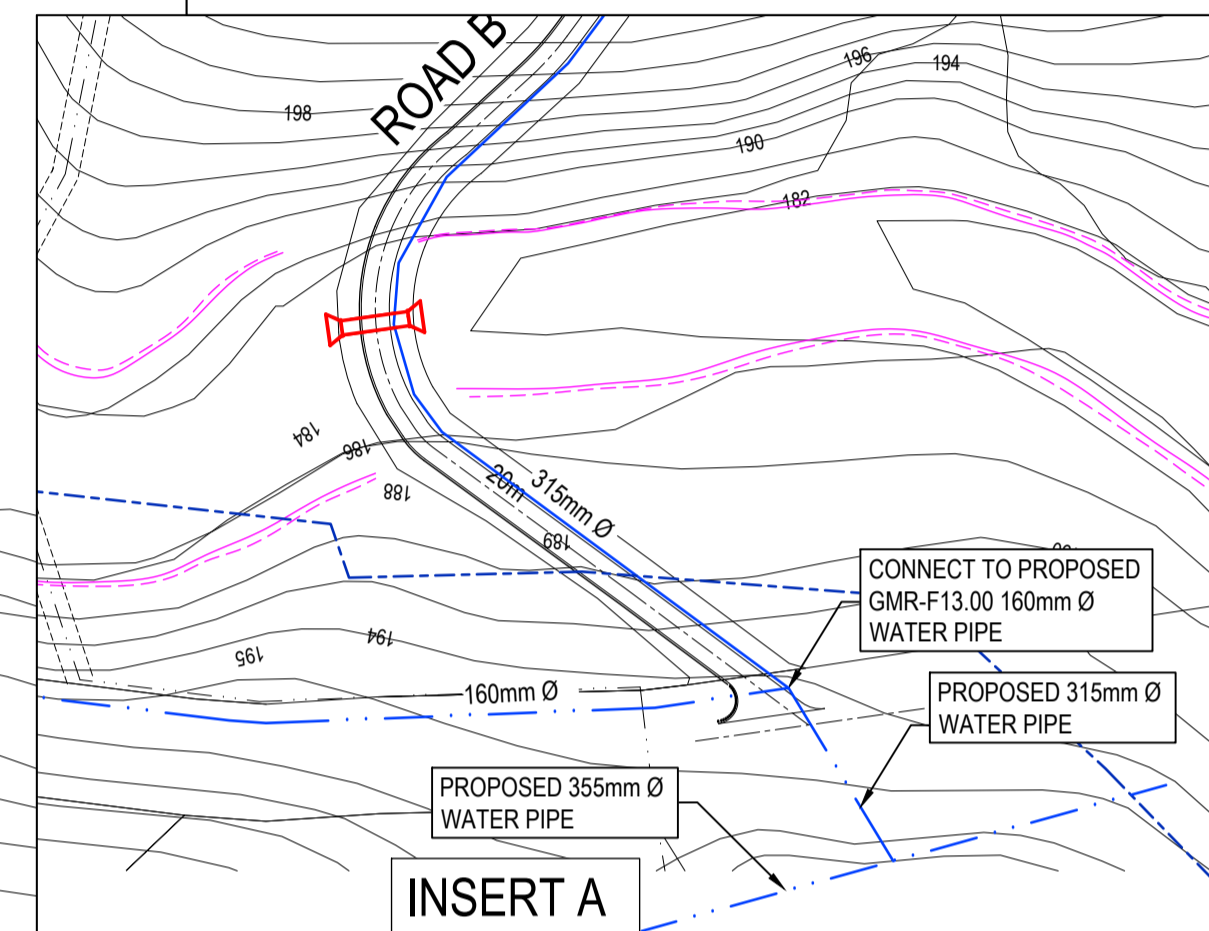 ROAD B
196
194
198
190
182
184
186
188
20m
315mm Ø
189
CONNECT TO PROPOSED
GMR-F13.00 160mm Ø
WATER PIPE
194
195
160mm Ø
PROPOSED 315mm Ø
WATER PIPE
PROPOSED 355mm Ø
WATER PIPE
INSERT A